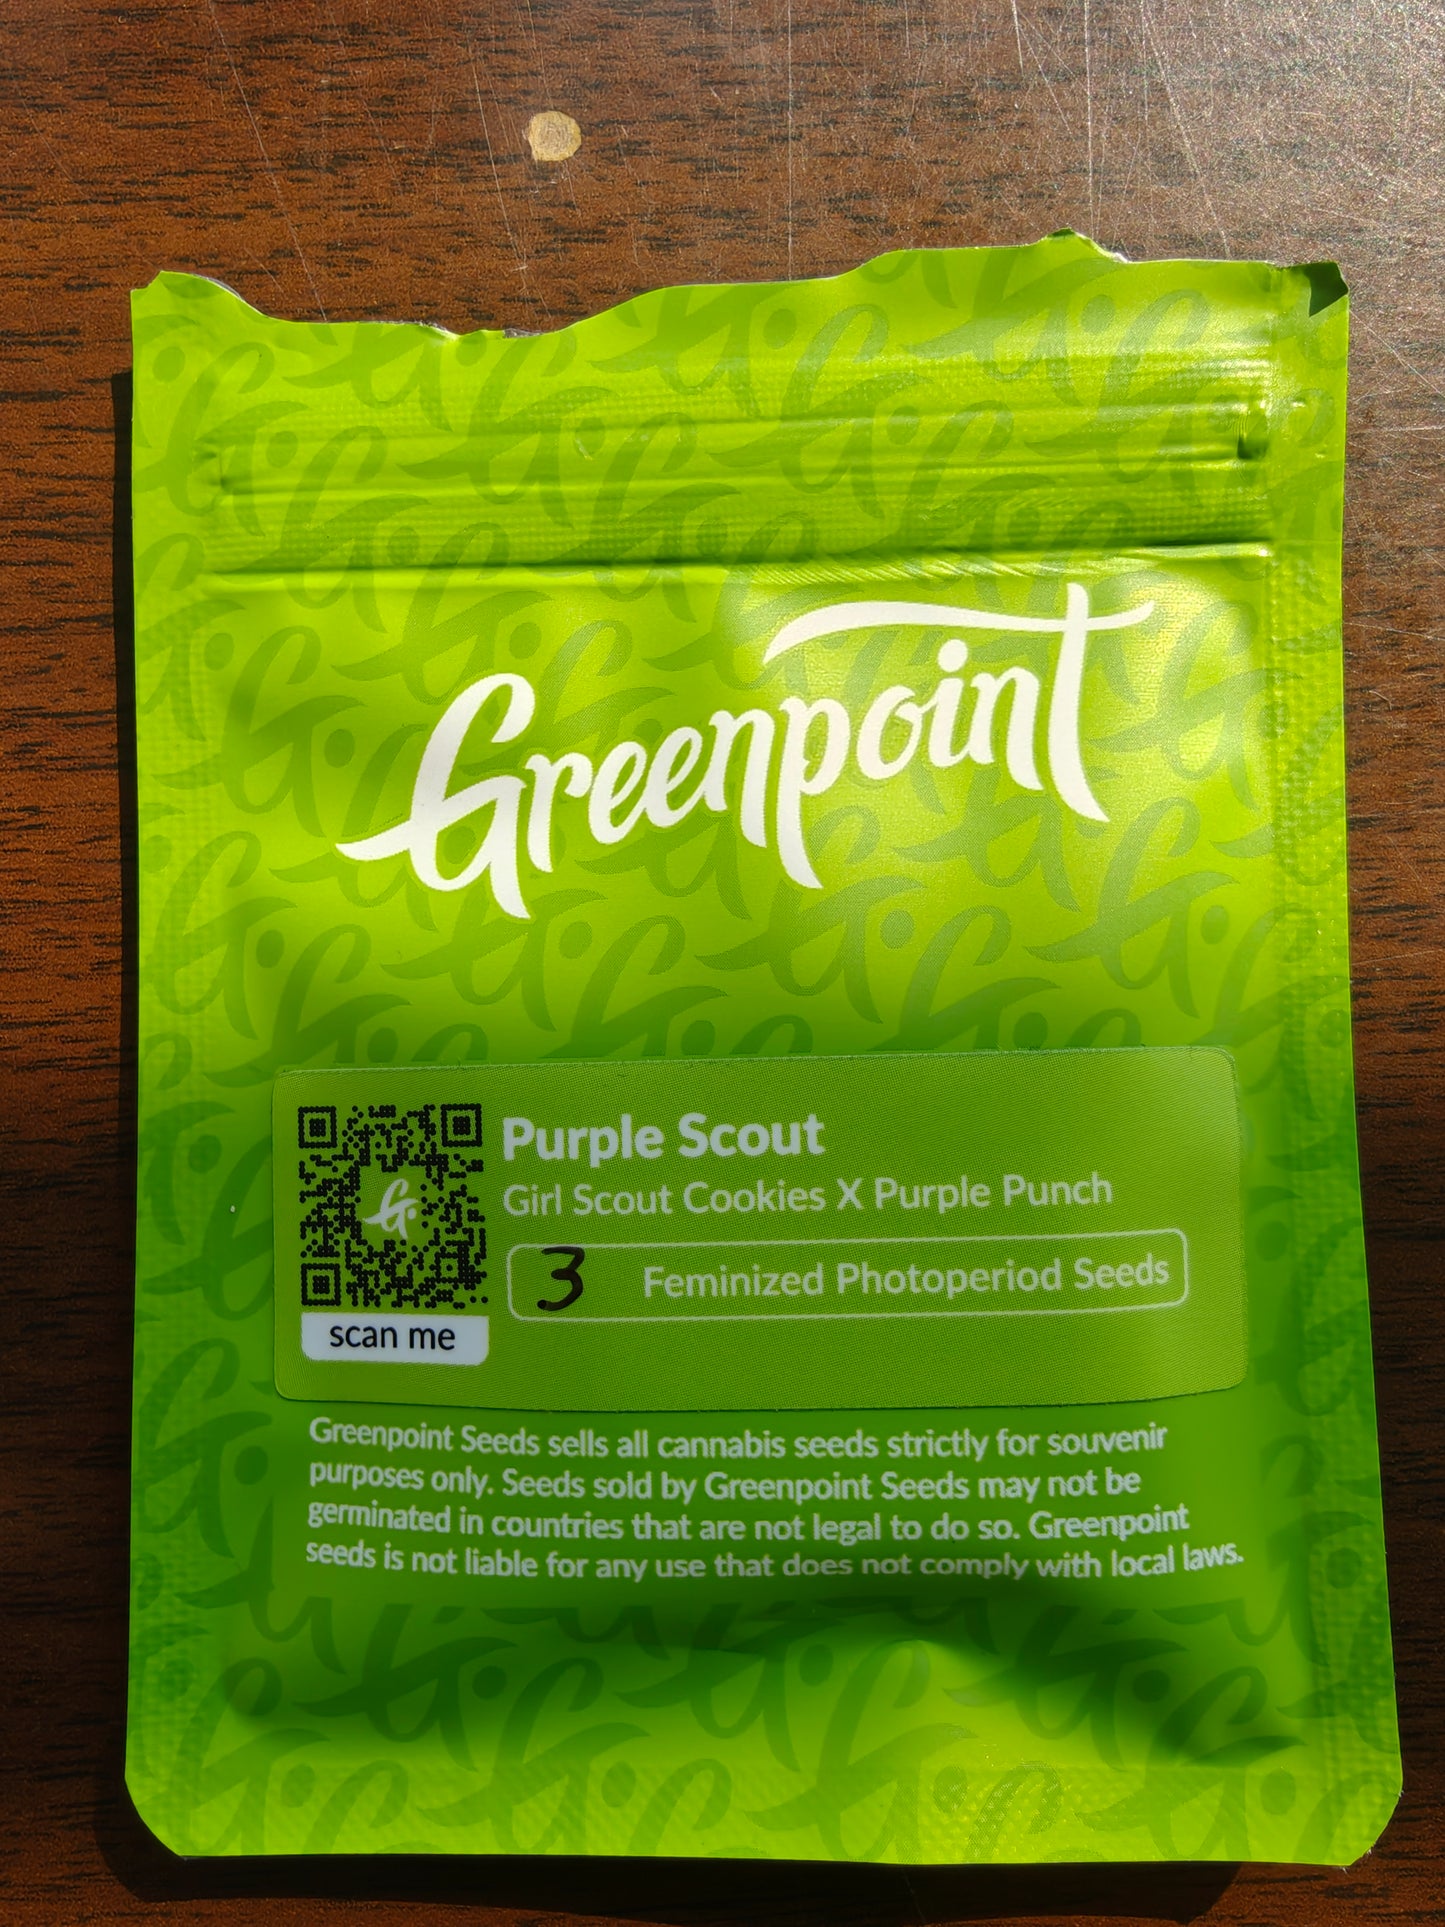 Greenpoint
Purple Scout
Girl Scout Cookies X Purple Punch
3 Feminized Photoperiod Seeds
scan me
Greenpoint Seeds sells all cannabis seeds strictly for souvenir
purposes only. Seeds sold by Greenpoint Seeds may not be
germinated in countries that are not legal to do so. Greenpoint
seeds is not liable for any use that does not comply with local laws.